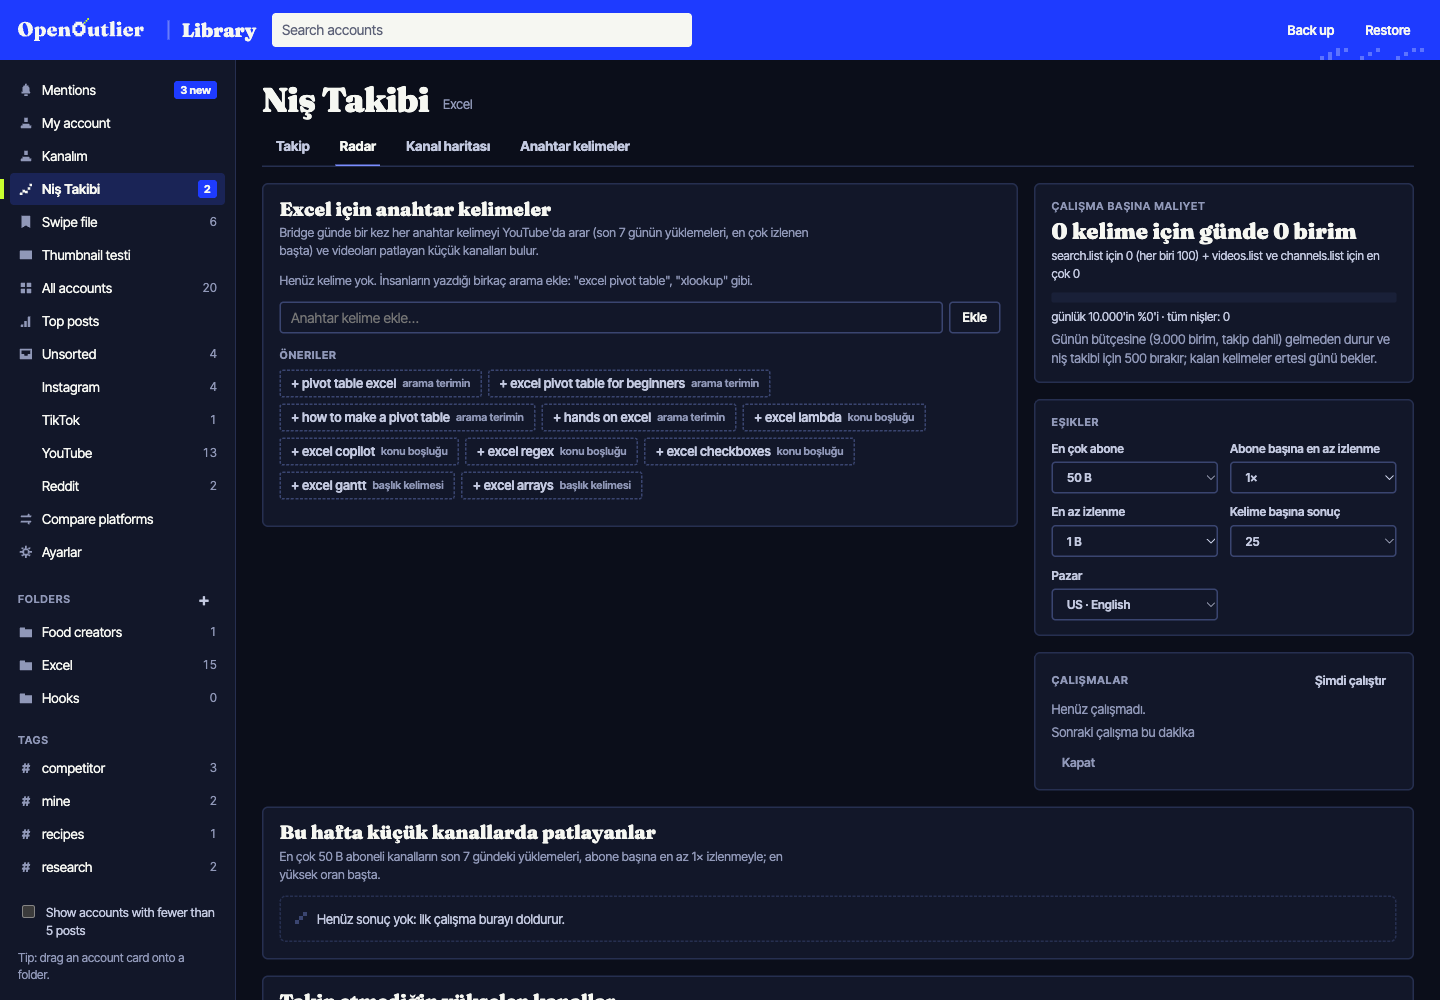 OpenOutlier
Library
Search accounts
Back up
Restore
Mentions
3 new
My account
Kanalım
Niş Takibi
2
Swipe file
6
Thumbnail testi
All accounts
20
Top posts
Unsorted
4
Instagram
4
TikTok
1
YouTube
13
Reddit
2
Compare platforms
Ayarlar
FOLDERS
+
Food creators
1
Excel
15
Hooks
0
TAGS
# competitor
3
# mine
2
# recipes
1
# research
2
Show accounts with fewer than
5 posts
Tip: drag an account card onto a
folder.
Niş Takibi
Excel
Takip
Radar
Kanal haritası
Anahtar kelimeler
Excel için anahtar kelimeler
Bridge günde bir kez her anahtar kelimeyi YouTube'da arar (son 7 günün yüklemeleri, en çok izlenen
başta) ve videoları patlayan küçük kanalları bulur.
Henüz kelime yok. İnsanların yazdığı birkaç arama ekle: "excel pivot table", "xlookup" gibi.
Anahtar kelime ekle...
Ekle
ÖNERILER
+ pivot table excel arama terimin
+ excel pivot table for beginners arama terimin
+ how to make a pivot table arama terimin
+ hands on excel arama terimin
+ excel lambda konu boşluğu
+ excel copilot konu boşluğu
+ excel regex konu boşluğu
+ excel checkboxes konu boşluğu
+ excel gantt başlık kelimesi
+ excel arrays başlık kelimesi
ÇALIŞMA BAŞINA MALIYET
0 kelime için günde 0 birim
search.list için 0 (her biri 100) + videos.list ve channels.list için en
çok 0
günlük 10.000'in %0'i · tüm nişler: 0
Günün bütçesine (9.000 birim, takip dahil) gelmeden durur ve
niş takibi için 500 bırakır; kalan kelimeler ertesi günü bekler.
EŞIKLER
En çok abone
Abone başına en az izlenme
50 B
1×
En az izlenme
Kelime başına sonuç
1 B
25
Pazar
US · English
ÇALIŞMALAR
Şimdi çalıştır
Henüz çalışmadı.
Sonraki çalışma bu dakika
Kapat
Bu hafta küçük kanallarda patlayanlar
En çok 50 B aboneli kanalların son 7 gündeki yüklemeleri, abone başına en az 1× izlenmeyle; en
yüksek oran başta.
Henüz sonuç yok: ilk çalışma burayı doldurur.
Takip etmediğin yükselen kanallar